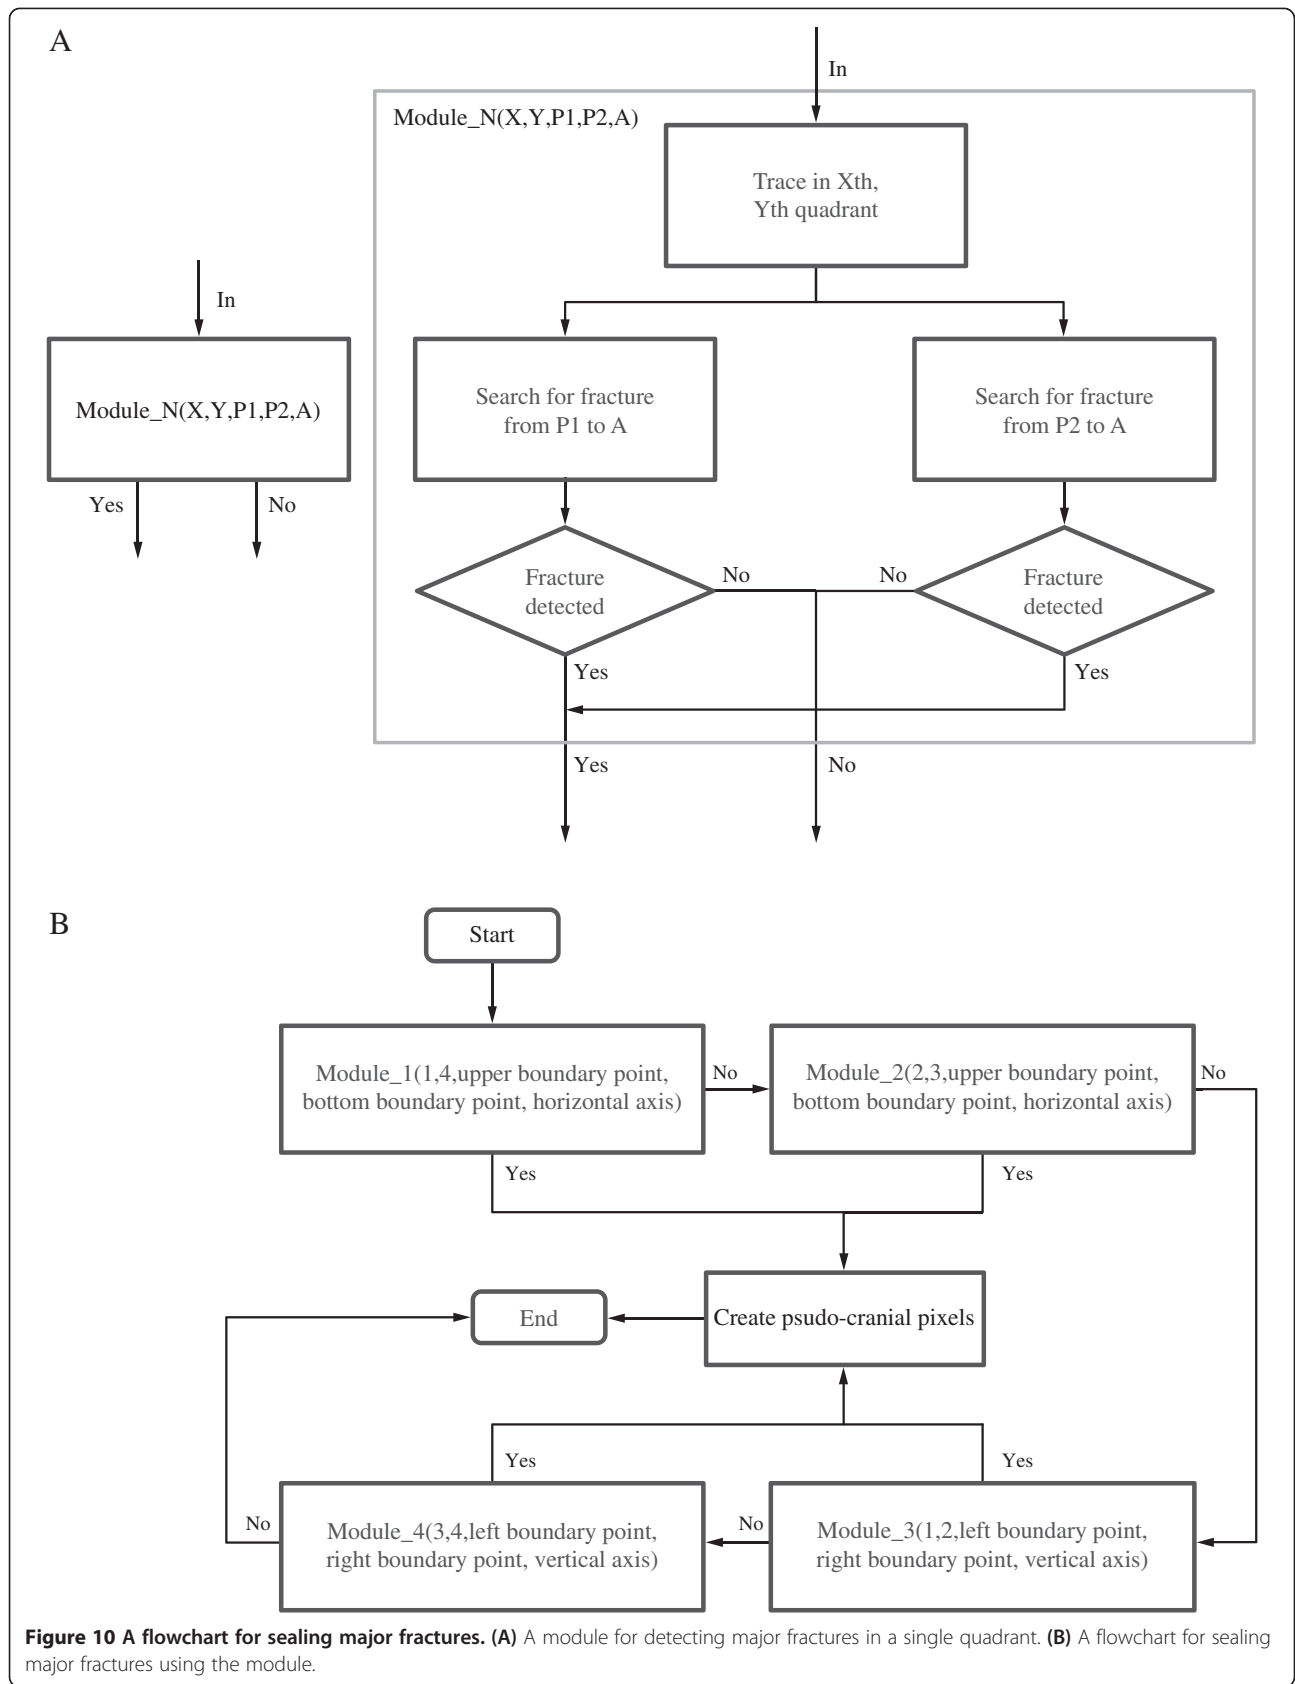 A
In
Module_N(X,Y,P1,P2,A)
Trace in Xth,
Yth quadrant
In
Module_N(X,Y,P1,P2,A)
Yes
No
Search for fracture
from P1 to A
Search for fracture
from P2 to A
Fracture
detected
No
No
Fracture
detected
Yes
Yes
Yes
No
B
Start
Module_1(1,4,upper boundary point,
bottom boundary point, horizontal axis)
No
Module_2(2,3,upper boundary point,
bottom boundary point, horizontal axis)
No
Yes
Yes
End
Create psudo-cranial pixels
Yes
Yes
No
Module_4(3,4,left boundary point,
right boundary point, vertical axis)
No
Module_3(1,2,left boundary point,
right boundary point, vertical axis)
Figure 10 A flowchart for sealing major fractures. (A) A module for detecting major fractures in a single quadrant. (B) A flowchart for sealing
major fractures using the module.